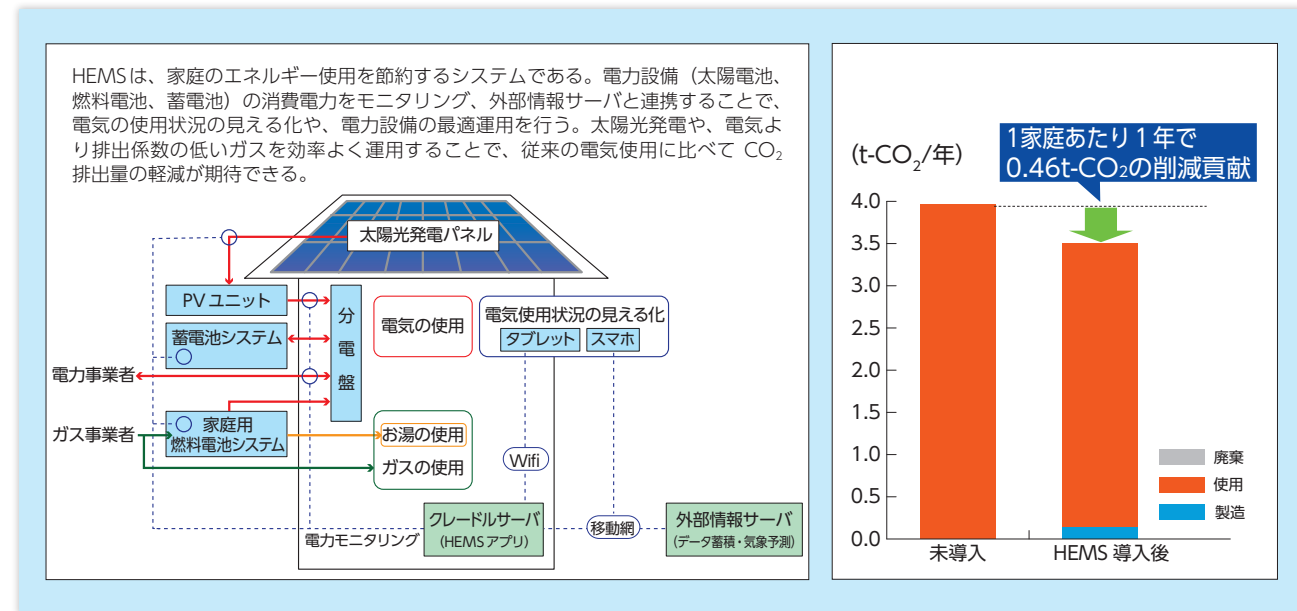 HEMSは、家庭のエネルギー使用を節約するシステムである。電力設備（太陽電池、
燃料電池、蓄電池）の消費電力をモニタリング、外部情報サーバと連携することで、
電気の使用状況の見える化や、電力設備の最適運用を行う。太陽光発電や、電気よ
り排出係数の低いガスを効率よく運用することで、従来の電気使用に比べて CO₂
排出量の軽減が期待できる。
太陽光発電パネル
PV ユニット
蓄電池システム
分電盤
電気の使用
電気使用状況の見える化
タブレット
スマホ
電力事業者
ガス事業者
家庭用
燃料電池システム
お湯の使用
ガスの使用
Wifi
電力モニタリング
クレードルサーバ
(HEMS アプリ)
移動網
外部情報サーバ
(データ蓄積・気象予測)
(t-CO₂/年)
1家庭あたり1年で
0.46t-CO₂の削減貢献
4.0
3.5
3.0
2.5
2.0
1.5
1.0
0.5
0.0
廃棄
使用
製造
未導入
HEMS 導入後